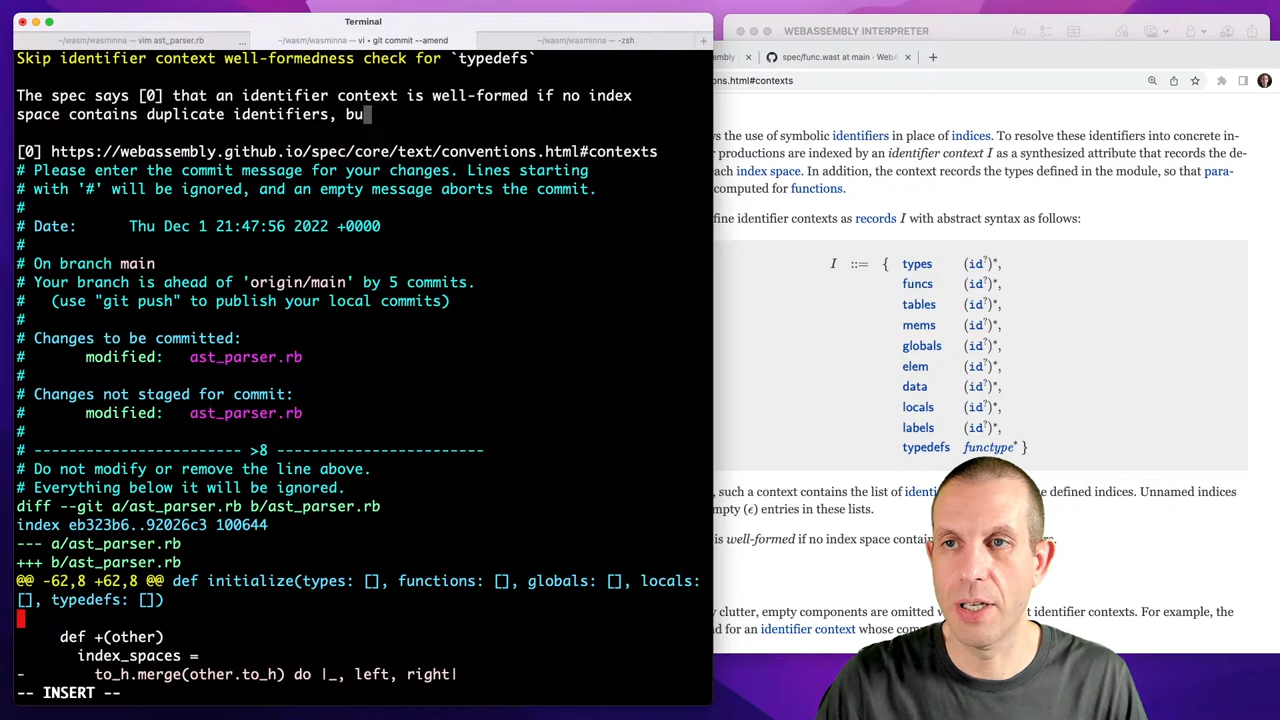 Terminal
~/wasm/wasminna — vim ast_parser.rb
...
~/wasm/wasminna — vi • git commit --amend
~/wasm/wasminna — -zsh
+
Skip identifier context well-formedness check for `typedefs`
The spec says [0] that an identifier context is well-formed if no index
space contains duplicate identifiers, bu
[0] https://webassembly.github.io/spec/core/text/conventions.html#contexts
# Please enter the commit message for your changes. Lines starting
# with '#' will be ignored, and an empty message aborts the commit.
#
# Date:      Thu Dec 1 21:47:56 2022 +0000
#
# On branch main
# Your branch is ahead of 'origin/main' by 5 commits.
#   (use "git push" to publish your local commits)
#
# Changes to be committed:
#       modified:   ast_parser.rb
#
# Changes not staged for commit:
#       modified:   ast_parser.rb
#
# ------------------------ >8 ------------------------
# Do not modify or remove the line above.
# Everything below it will be ignored.
diff --git a/ast_parser.rb b/ast_parser.rb
index eb323b6..92026c3 100644
--- a/ast_parser.rb
+++ b/ast_parser.rb
@@ -62,8 +62,8 @@ def initialize(types: [], functions: [], globals: [], locals:
[], typedefs: [])
def +(other)
index_spaces =
-        to_h.merge(other.to_h) do |_, left, right|
-- INSERT --
WEBASSEMBLY INTERPRETER
embly
spec/func.wast at main · WebA
ons.html#contexts
s the use of symbolic identifiers in place of indices. To resolve these identifiers into concrete in-
productions are indexed by an identifier context I as a synthesized attribute that records the de-
each index space. In addition, the context records the types defined in the module, so that para-
computed for functions.
fine identifier contexts as records I with abstract syntax as follows:
I ::= { types (id?)*,
funcs (id?)*,
tables (id?)*,
mems (id?)*,
globals (id?)*,
elem (id?)*,
data (id?)*,
locals (id?)*,
labels (id?)*,
typedefs functype* }
, such a context contains the list of identi
e defined indices. Unnamed indices
mpty (ϵ) entries in these lists.
is well-formed if no index space contai
y clutter, empty components are omitted
t identifier contexts. For example, the
nd for an identifier context whose com